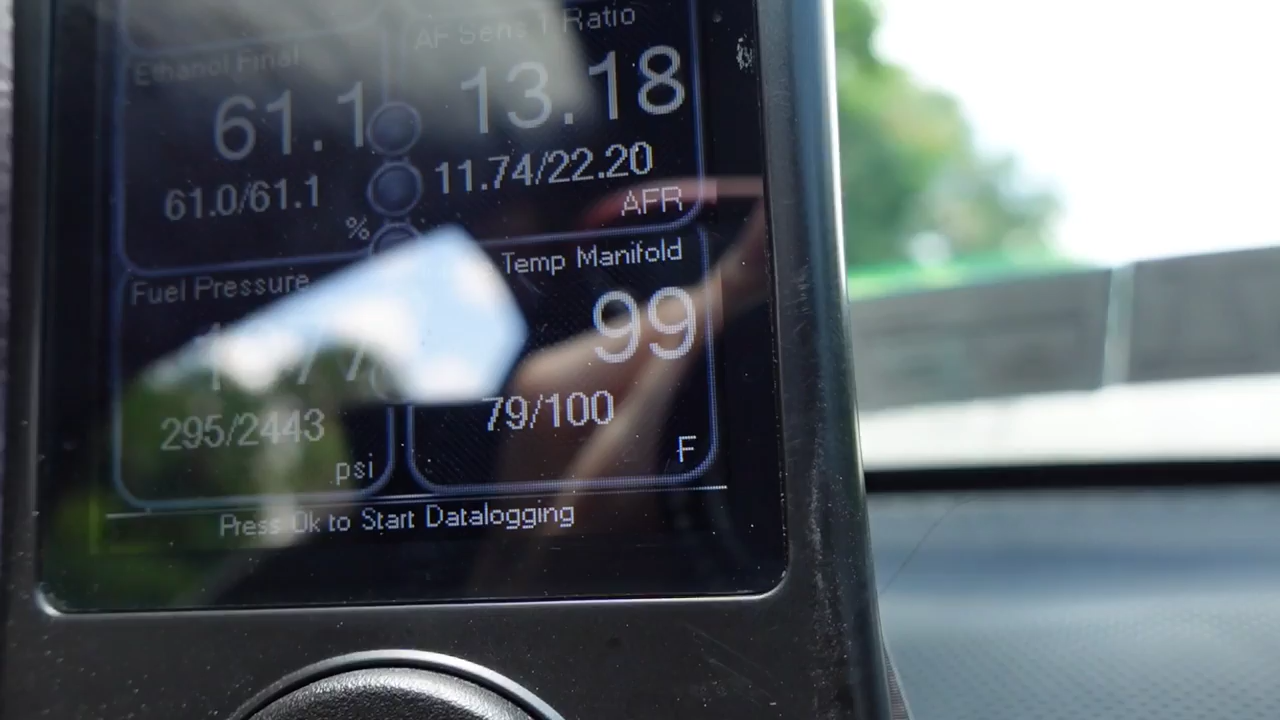 AF Sens 1 Ratio
Ethanol Final
13.18
61.1
11.74/22.20
61.0/61.1
AFR
%
Temp Manifold
Fuel Pressure
99
79/100
295/2443
F
psi
Press Ok to Start Datalogging